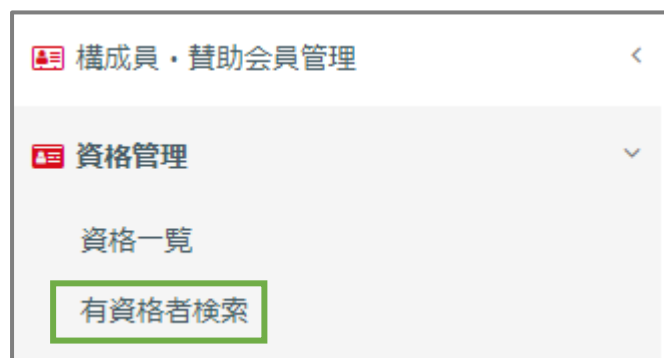 構成員・賛助会員管理
資格管理
資格一覧
有資格者検索